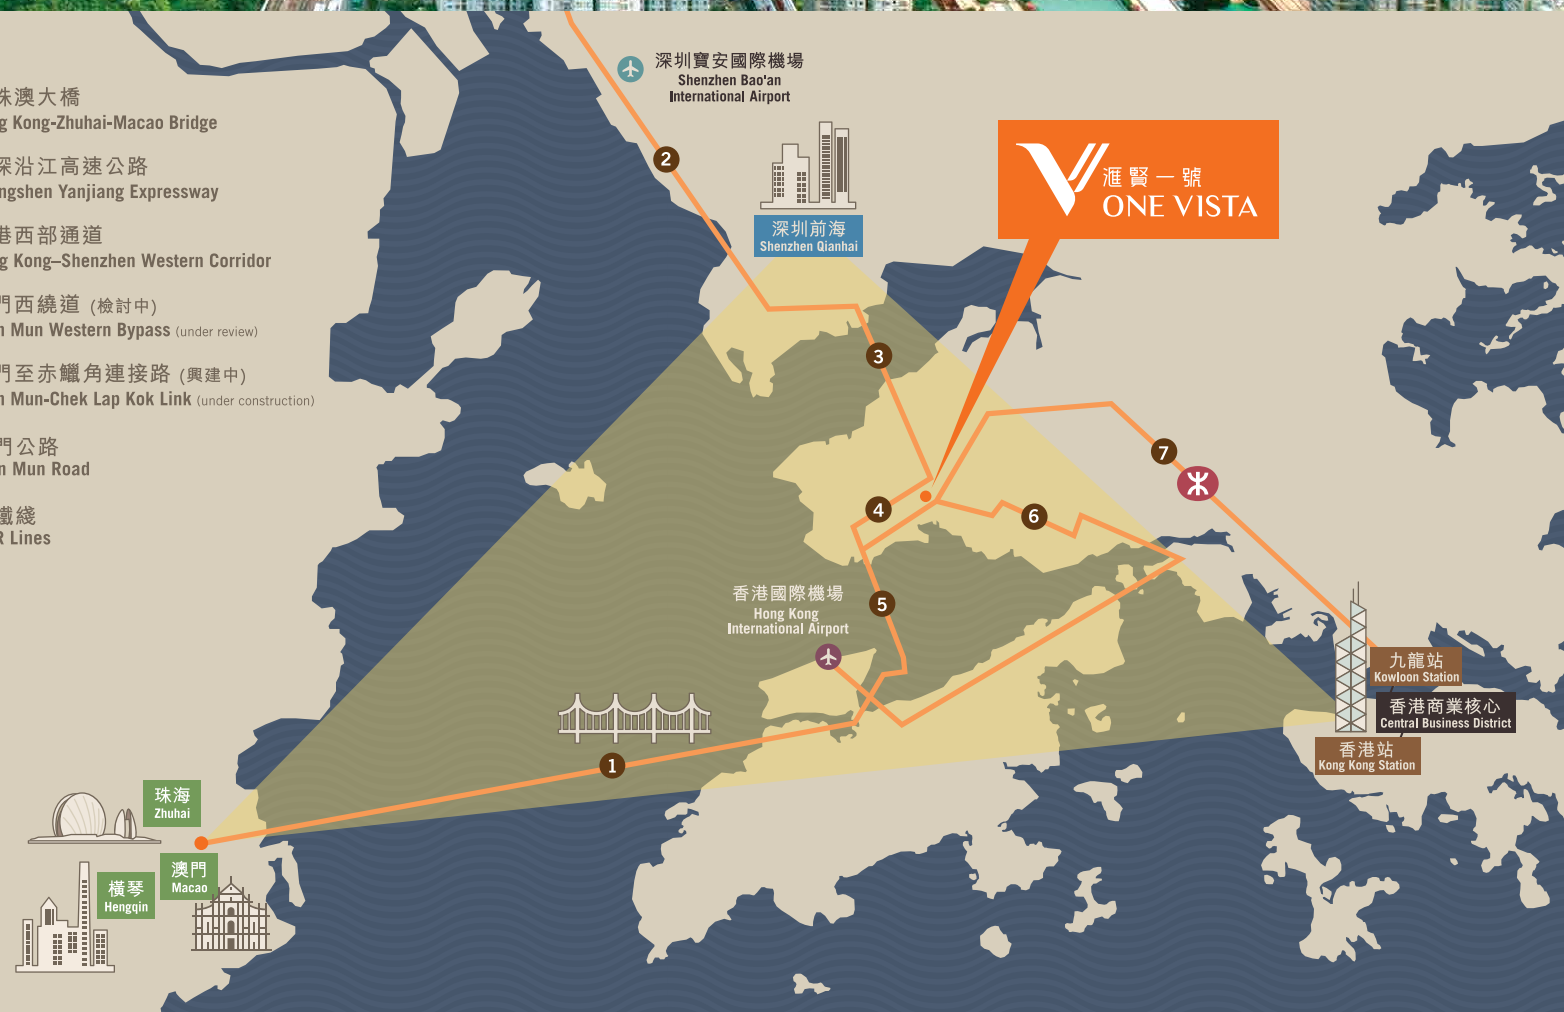 珠澳大橋
g Kong-Zhuhai-Macao Bridge
深沿江高速公路
ngshen Yanjiang Expressway
港西部通道
g Kong–Shenzhen Western Corridor
門西繞道 (檢討中)
n Mun Western Bypass (under review)
門至赤鱲角連接路 (興建中)
n Mun-Chek Lap Kok Link (under construction)
門公路
n Mun Road
鐵綫
R Lines
深圳寶安國際機場
Shenzhen Bao'an
International Airport
2
深圳前海
Shenzhen Qianhai
滙賢一號
ONE VISTA
3
7
4
6
5
香港國際機場
Hong Kong
International Airport
九龍站
Kowloon Station
香港商業核心
Central Business District
香港站
Kong Kong Station
1
珠海
Zhuhai
澳門
Macao
橫琴
Hengqin